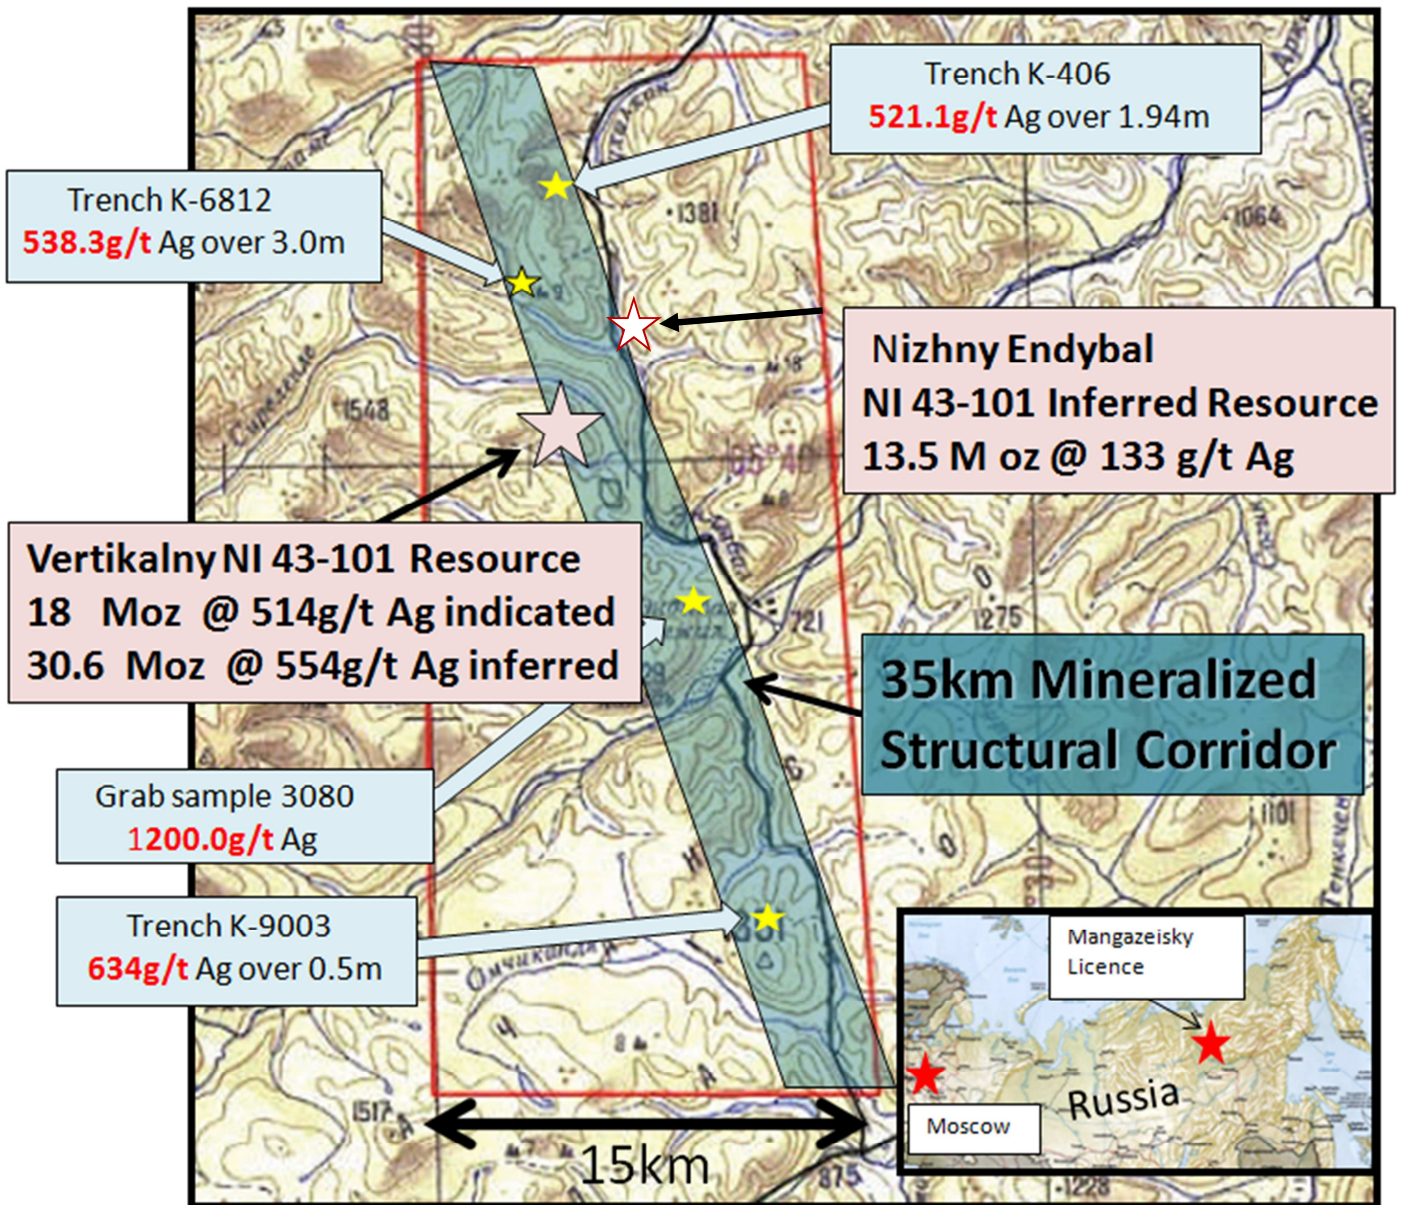 Trench K-406
521.1g/t Ag over 1.94m
Trench K-6812
538.3g/t Ag over 3.0m
1381
1064
Nizhny Endybal
NI 43-101 Inferred Resource
13.5 M oz @ 133 g/t Ag
1548
Vertikalny NI 43-101 Resource
18 Moz @ 514g/t Ag indicated
30.6 Moz @ 554g/t Ag inferred
721
1275
35km Mineralized
Structural Corridor
Grab sample 3080
1200.0g/t Ag
1101
Trench K-9003
634g/t Ag over 0.5m
Mangazeisky
Licence
Russia
Moscow
1517
15km
875
1228